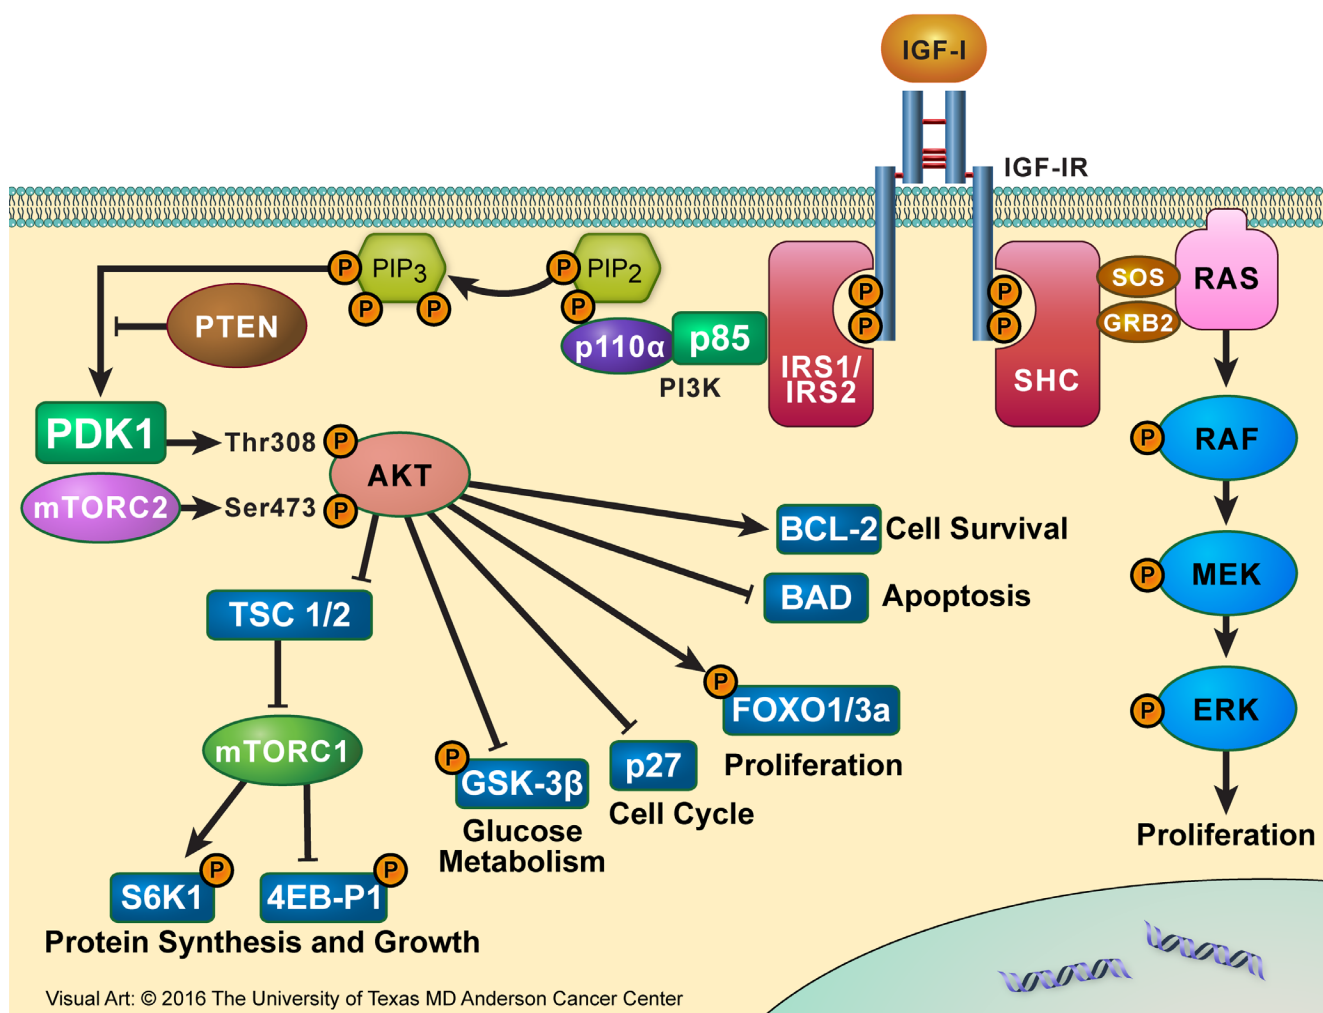 IGF-I
IGF-IR
P
PIP3
P
P
P
PIP2
P
PTEN
p110α
p85
PI3K
IRS1/
IRS2
P
P
P
P
SHC
SOS
GRB2
RAS
PDK1
Thr308
P
mTORC2
Ser473
P
AKT
P
RAF
P
MEK
P
ERK
Proliferation
BCL-2
Cell Survival
BAD
Apoptosis
P
FOXO1/3a
Proliferation
p27
Cell Cycle
P
GSK-3β
Glucose
Metabolism
TSC 1/2
mTORC1
P
S6K1
P
4EB-P1
Protein Synthesis and Growth
Visual Art: © 2016 The University of Texas MD Anderson Cancer Center